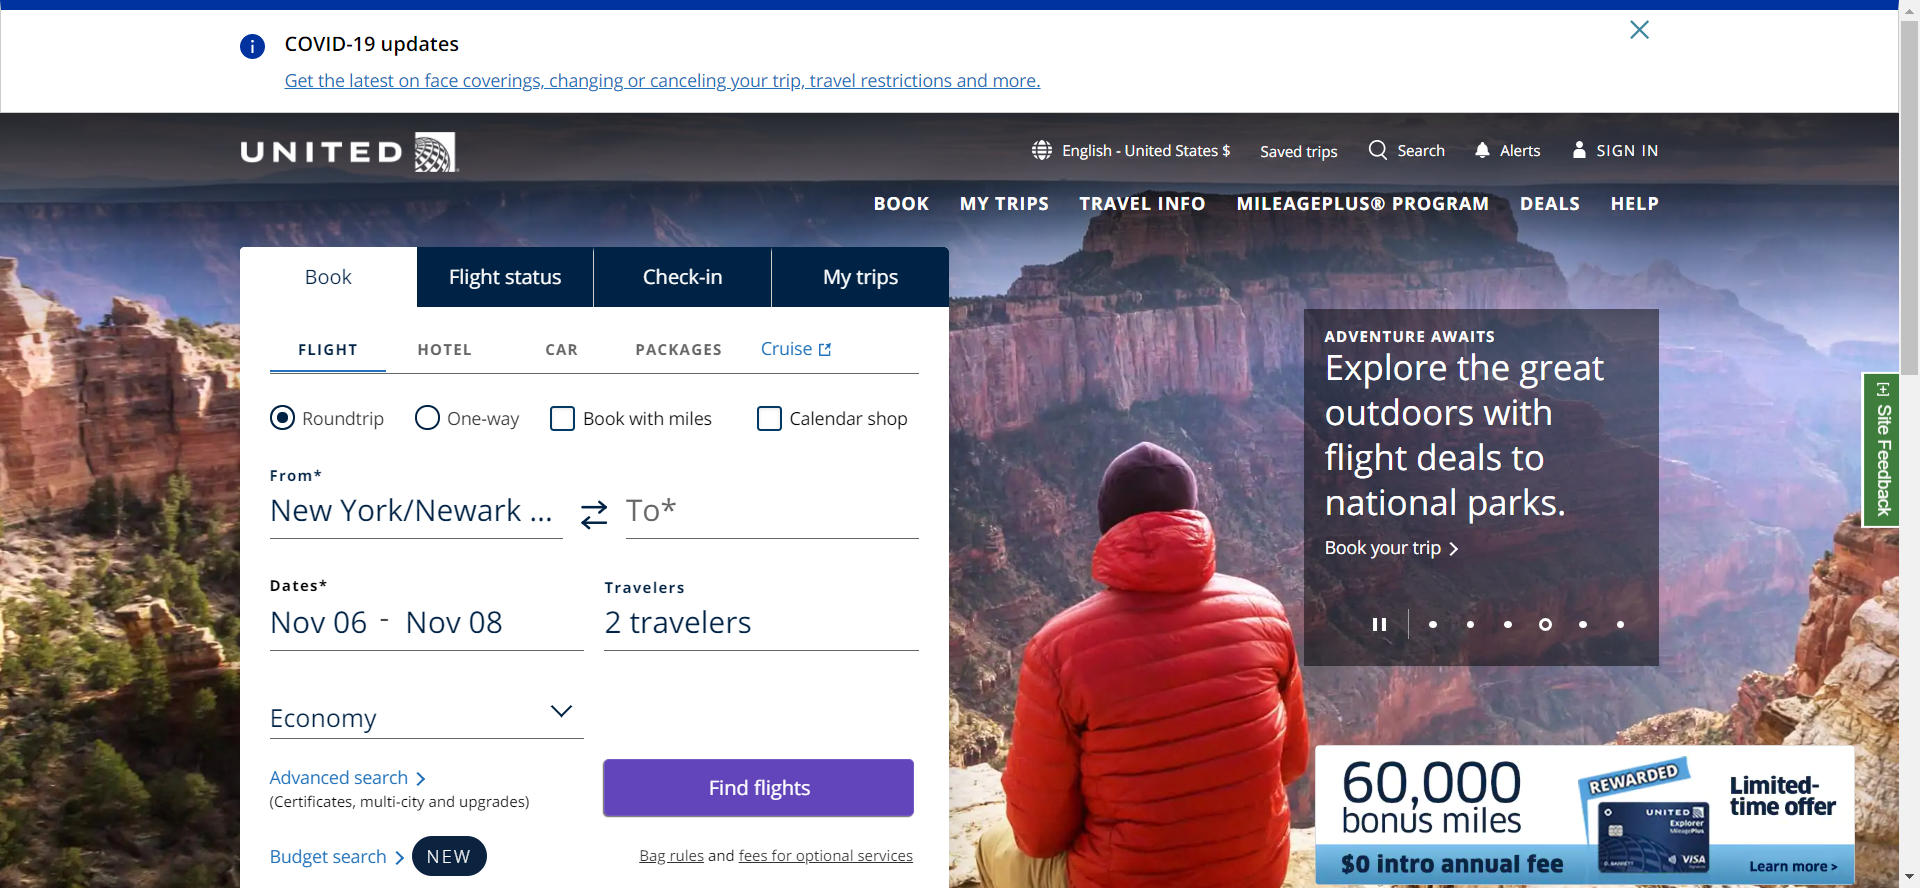 COVID-19 updates
Get the latest on face coverings, changing or canceling your trip, travel restrictions and more.
UNITED
English - United States $
Saved trips
Search
Alerts
SIGN IN
BOOK
MY TRIPS
TRAVEL INFO
MILEAGEPLUS® PROGRAM
DEALS
HELP
Book
Flight status
Check-in
My trips
FLIGHT
HOTEL
CAR
PACKAGES
Cruise
Roundtrip
One-way
Book with miles
Calendar shop
From*
New York/Newark ...
To*
Dates*
Nov 06 - Nov 08
Travelers
2 travelers
Economy
Advanced search
(Certificates, multi-city and upgrades)
Find flights
Budget search
NEW
Bag rules and fees for optional services
ADVENTURE AWAITS
Explore the great
outdoors with
flight deals to
national parks.
Book your trip
[+] Site Feedback
60,000
bonus miles
$0 intro annual fee
REWARDED
UNITED
Explorer
MileagePlus
VISA
Limited-
time offer
Learn more >